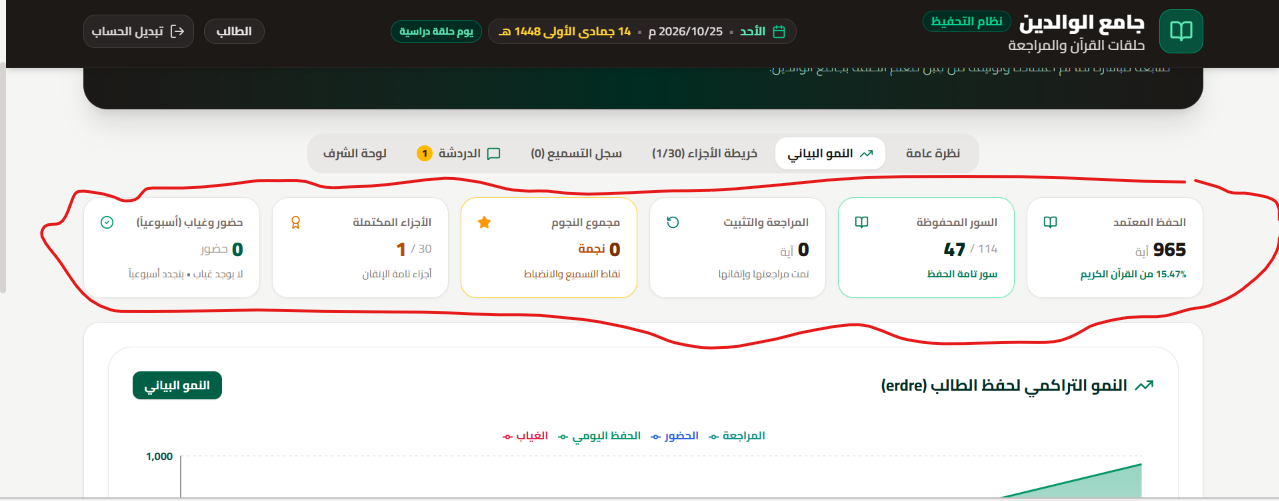 جامع الوالدين نظام التحفيظ
حلقات القرآن والمراجعة
الأحد • 2026/10/25 م • 14 جمادى الأولى 1448 هـ
يوم حلقة دراسية
الطالب
تبديل الحساب
نظرة عامة
النمو البياني
خريطة الأجزاء (1/30)
سجل التسميع (0)
الدردشة 1
لوحة الشرف
الحفظ المعتمد
965 آية
15.47% من القرآن الكريم
السور المحفوظة
47 / 114
سور تامة الحفظ
المراجعة والتثبيت
0 آية
تمت مراجعتها وإتقانها
مجموع النجوم
0 نجمة
نقاط التسميع والانضباط
الأجزاء المكتملة
1 / 30
أجزاء تامة الإتقان
حضور وغياب (أسبوعياً)
0 حضور
لا يوجد غياب • يتجدد أسبوعياً
النمو التراكمي لحفظ الطالب (erdre)
النمو البياني
المراجعة
الحضور
الحفظ اليومي
الغياب
1,000